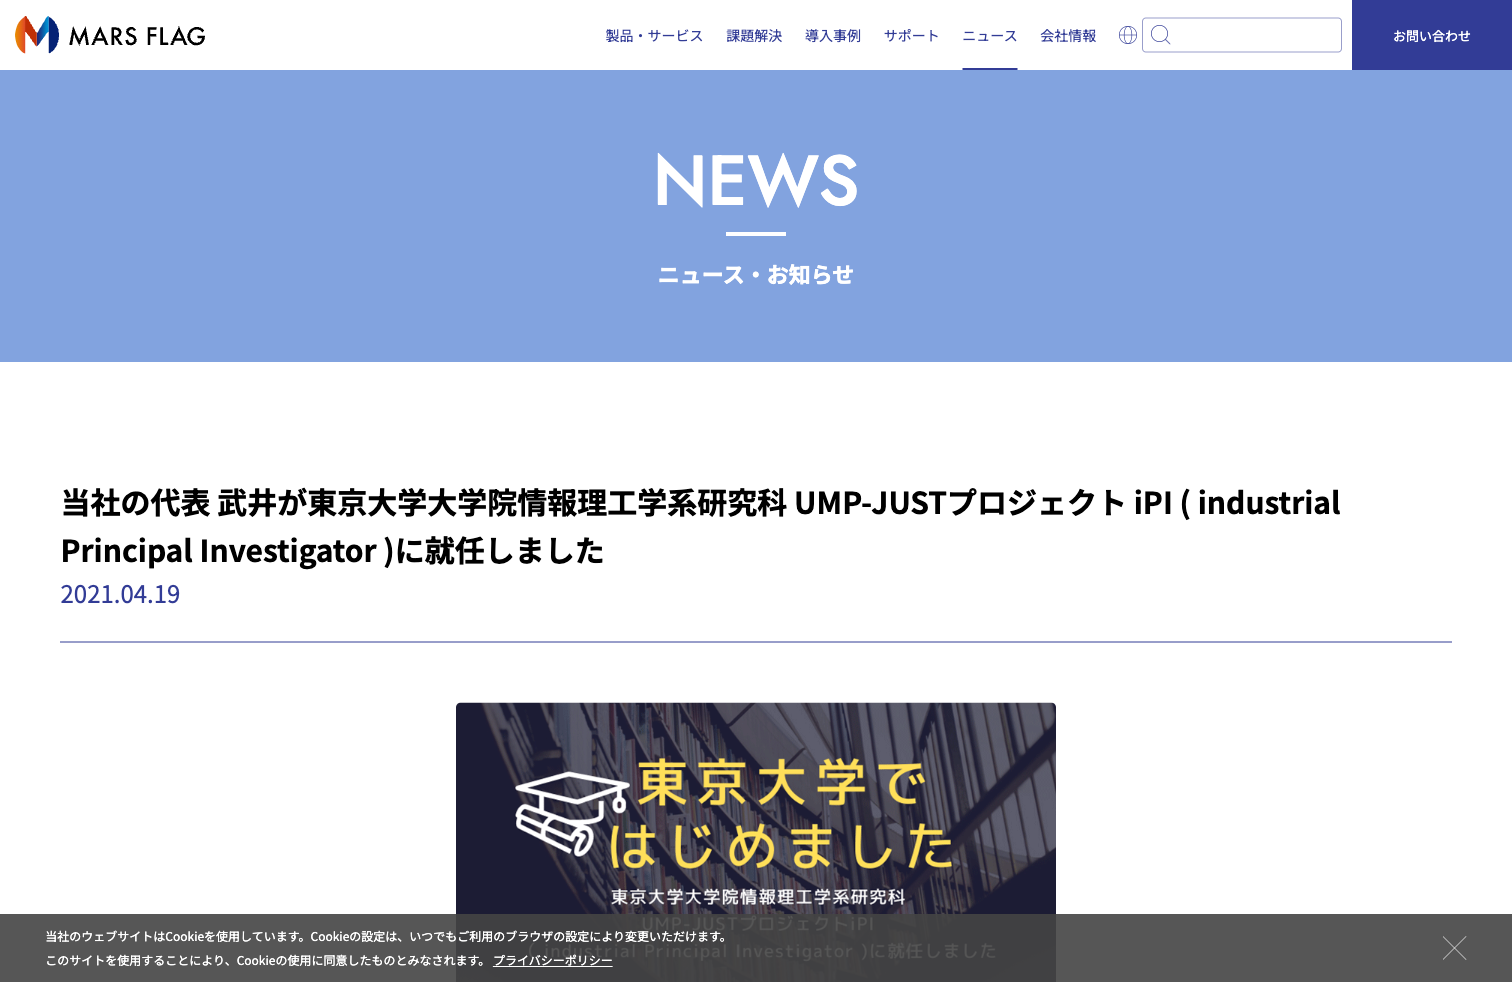 MARS FLAG
製品・サービス 課題解決 導入事例 サポート ニュース 会社情報 お問い合わせ
NEWS
ニュース・お知らせ
当社の代表 武井が東京大学大学院情報理工学系研究科 UMP-JUSTプロジェクト iPI ( industrial
Principal Investigator )に就任しました
2021.04.19
東京大学で
はじめました
東京大学大学院情報理工学系研究科
UMP-JUSTプロジェクトiPI
( industrial Principal Investigator )に就任しました
当社のウェブサイトはCookieを使用しています。Cookieの設定は、いつでもご利用のブラウザの設定により変更いただけます。
このサイトを使用することにより、Cookieの使用に同意したものとみなされます。 プライバシーポリシー